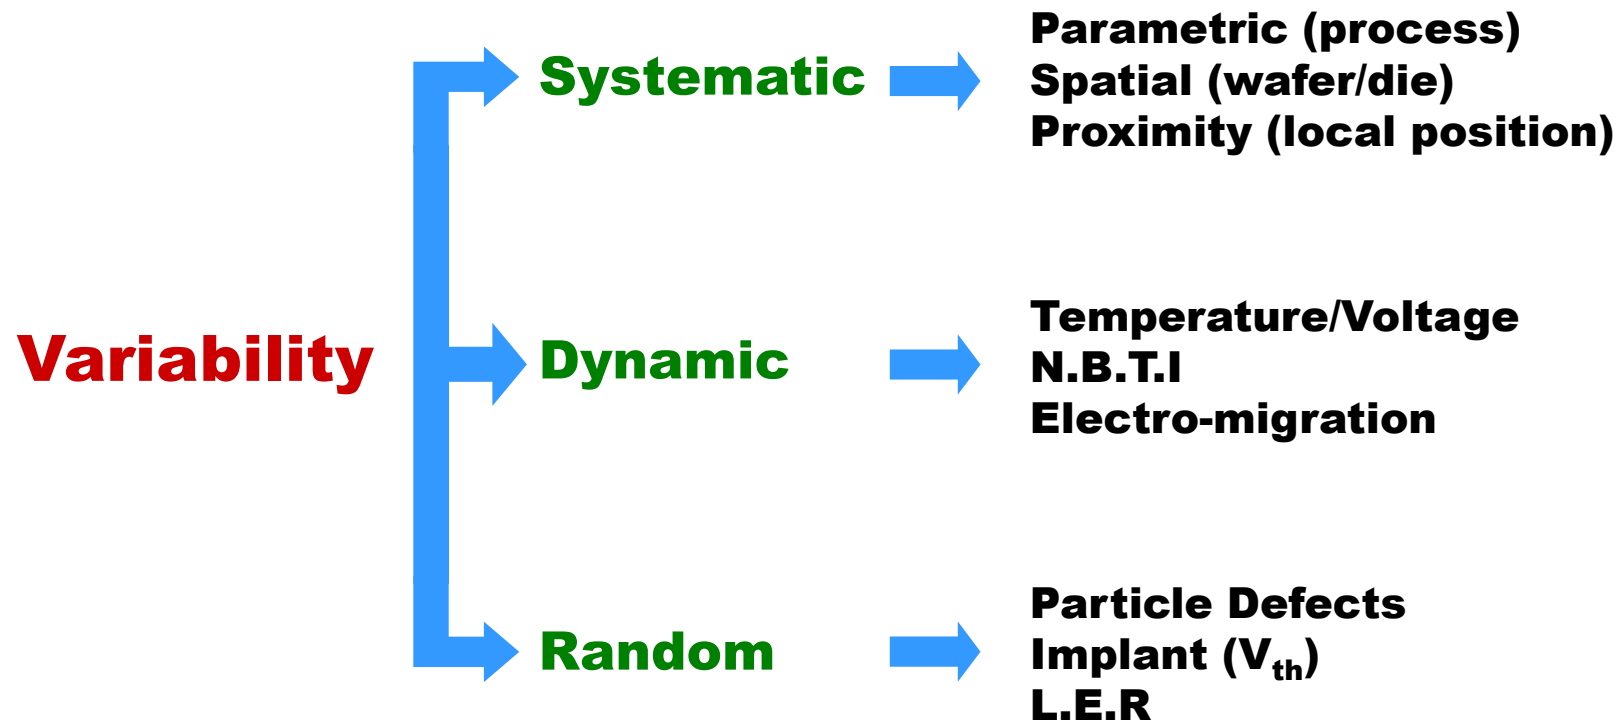 Variability
Systematic
Parametric (process)
Spatial (wafer/die)
Proximity (local position)
Dynamic
Temperature/Voltage
N.B.T.I
Electro-migration
Random
Particle Defects
Implant (Vth)
L.E.R